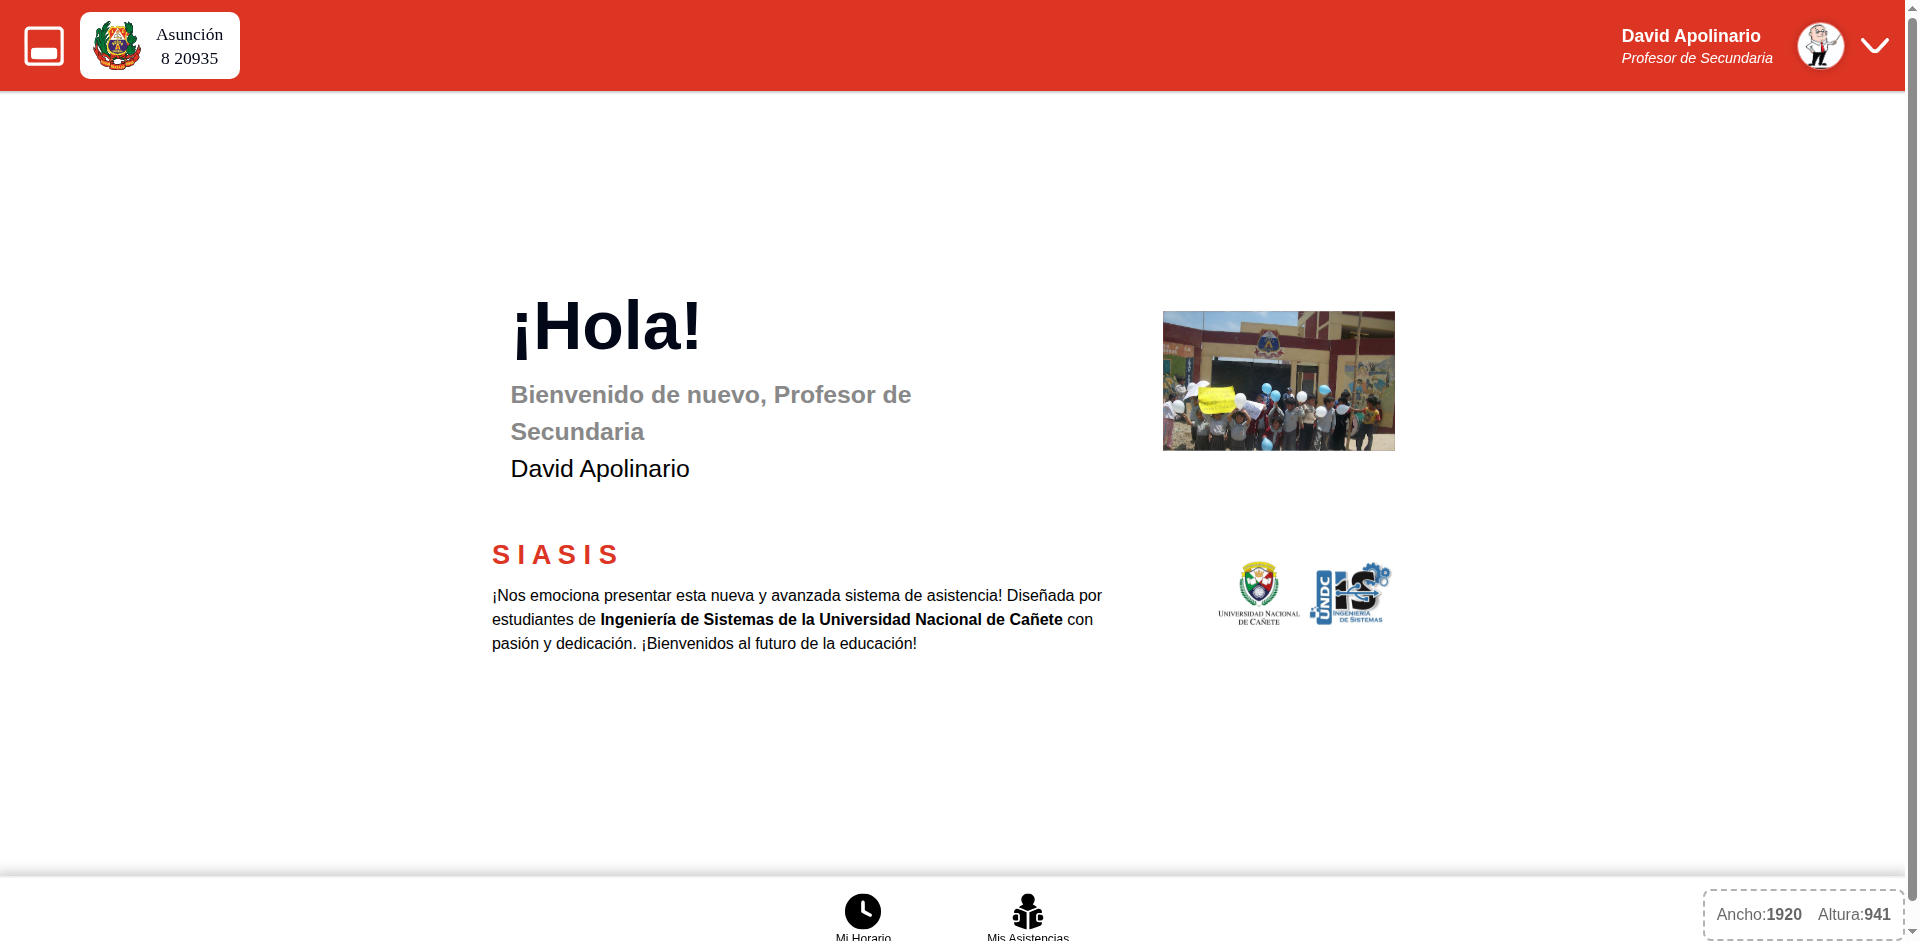 Asunción
8 20935
David Apolinario
Profesor de Secundaria
¡Hola!
Bienvenido de nuevo, Profesor de
Secundaria
David Apolinario
SIASIS
¡Nos emociona presentar esta nueva y avanzada sistema de asistencia! Diseñada por
estudiantes de Ingeniería de Sistemas de la Universidad Nacional de Cañete con
pasión y dedicación. ¡Bienvenidos al futuro de la educación!
UNIVERSIDAD NACIONAL
DE CAÑETE
UNDC
IS
INGENIERÍA
DE SISTEMAS
Mi Horario
Mis Asistencias
Ancho:1920 Altura:941